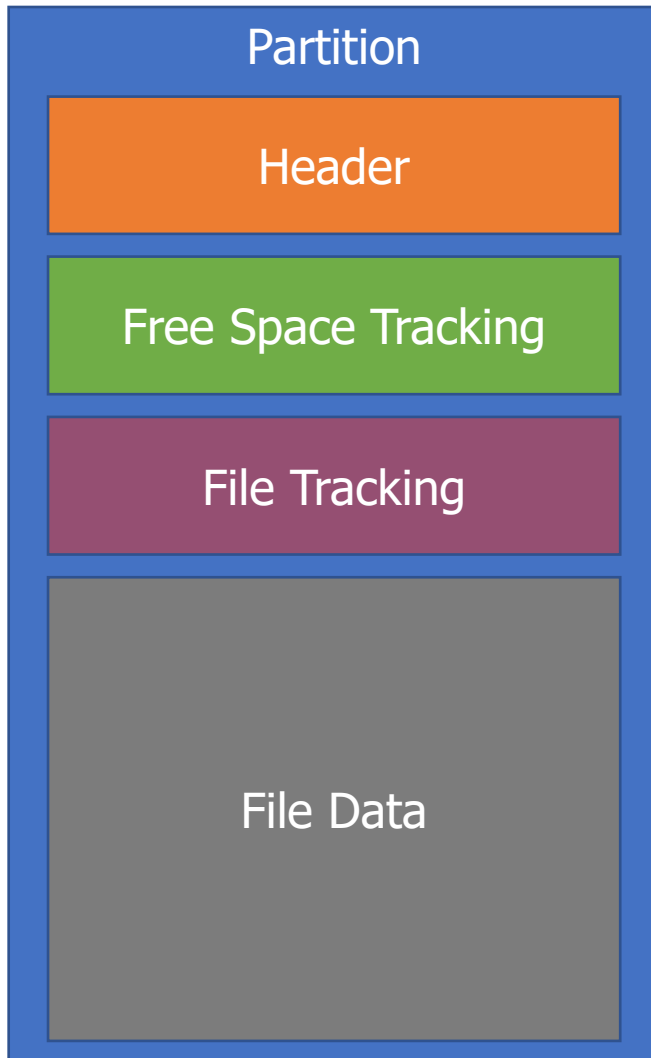 Partition
Header
Free Space Tracking
File Tracking
File Data